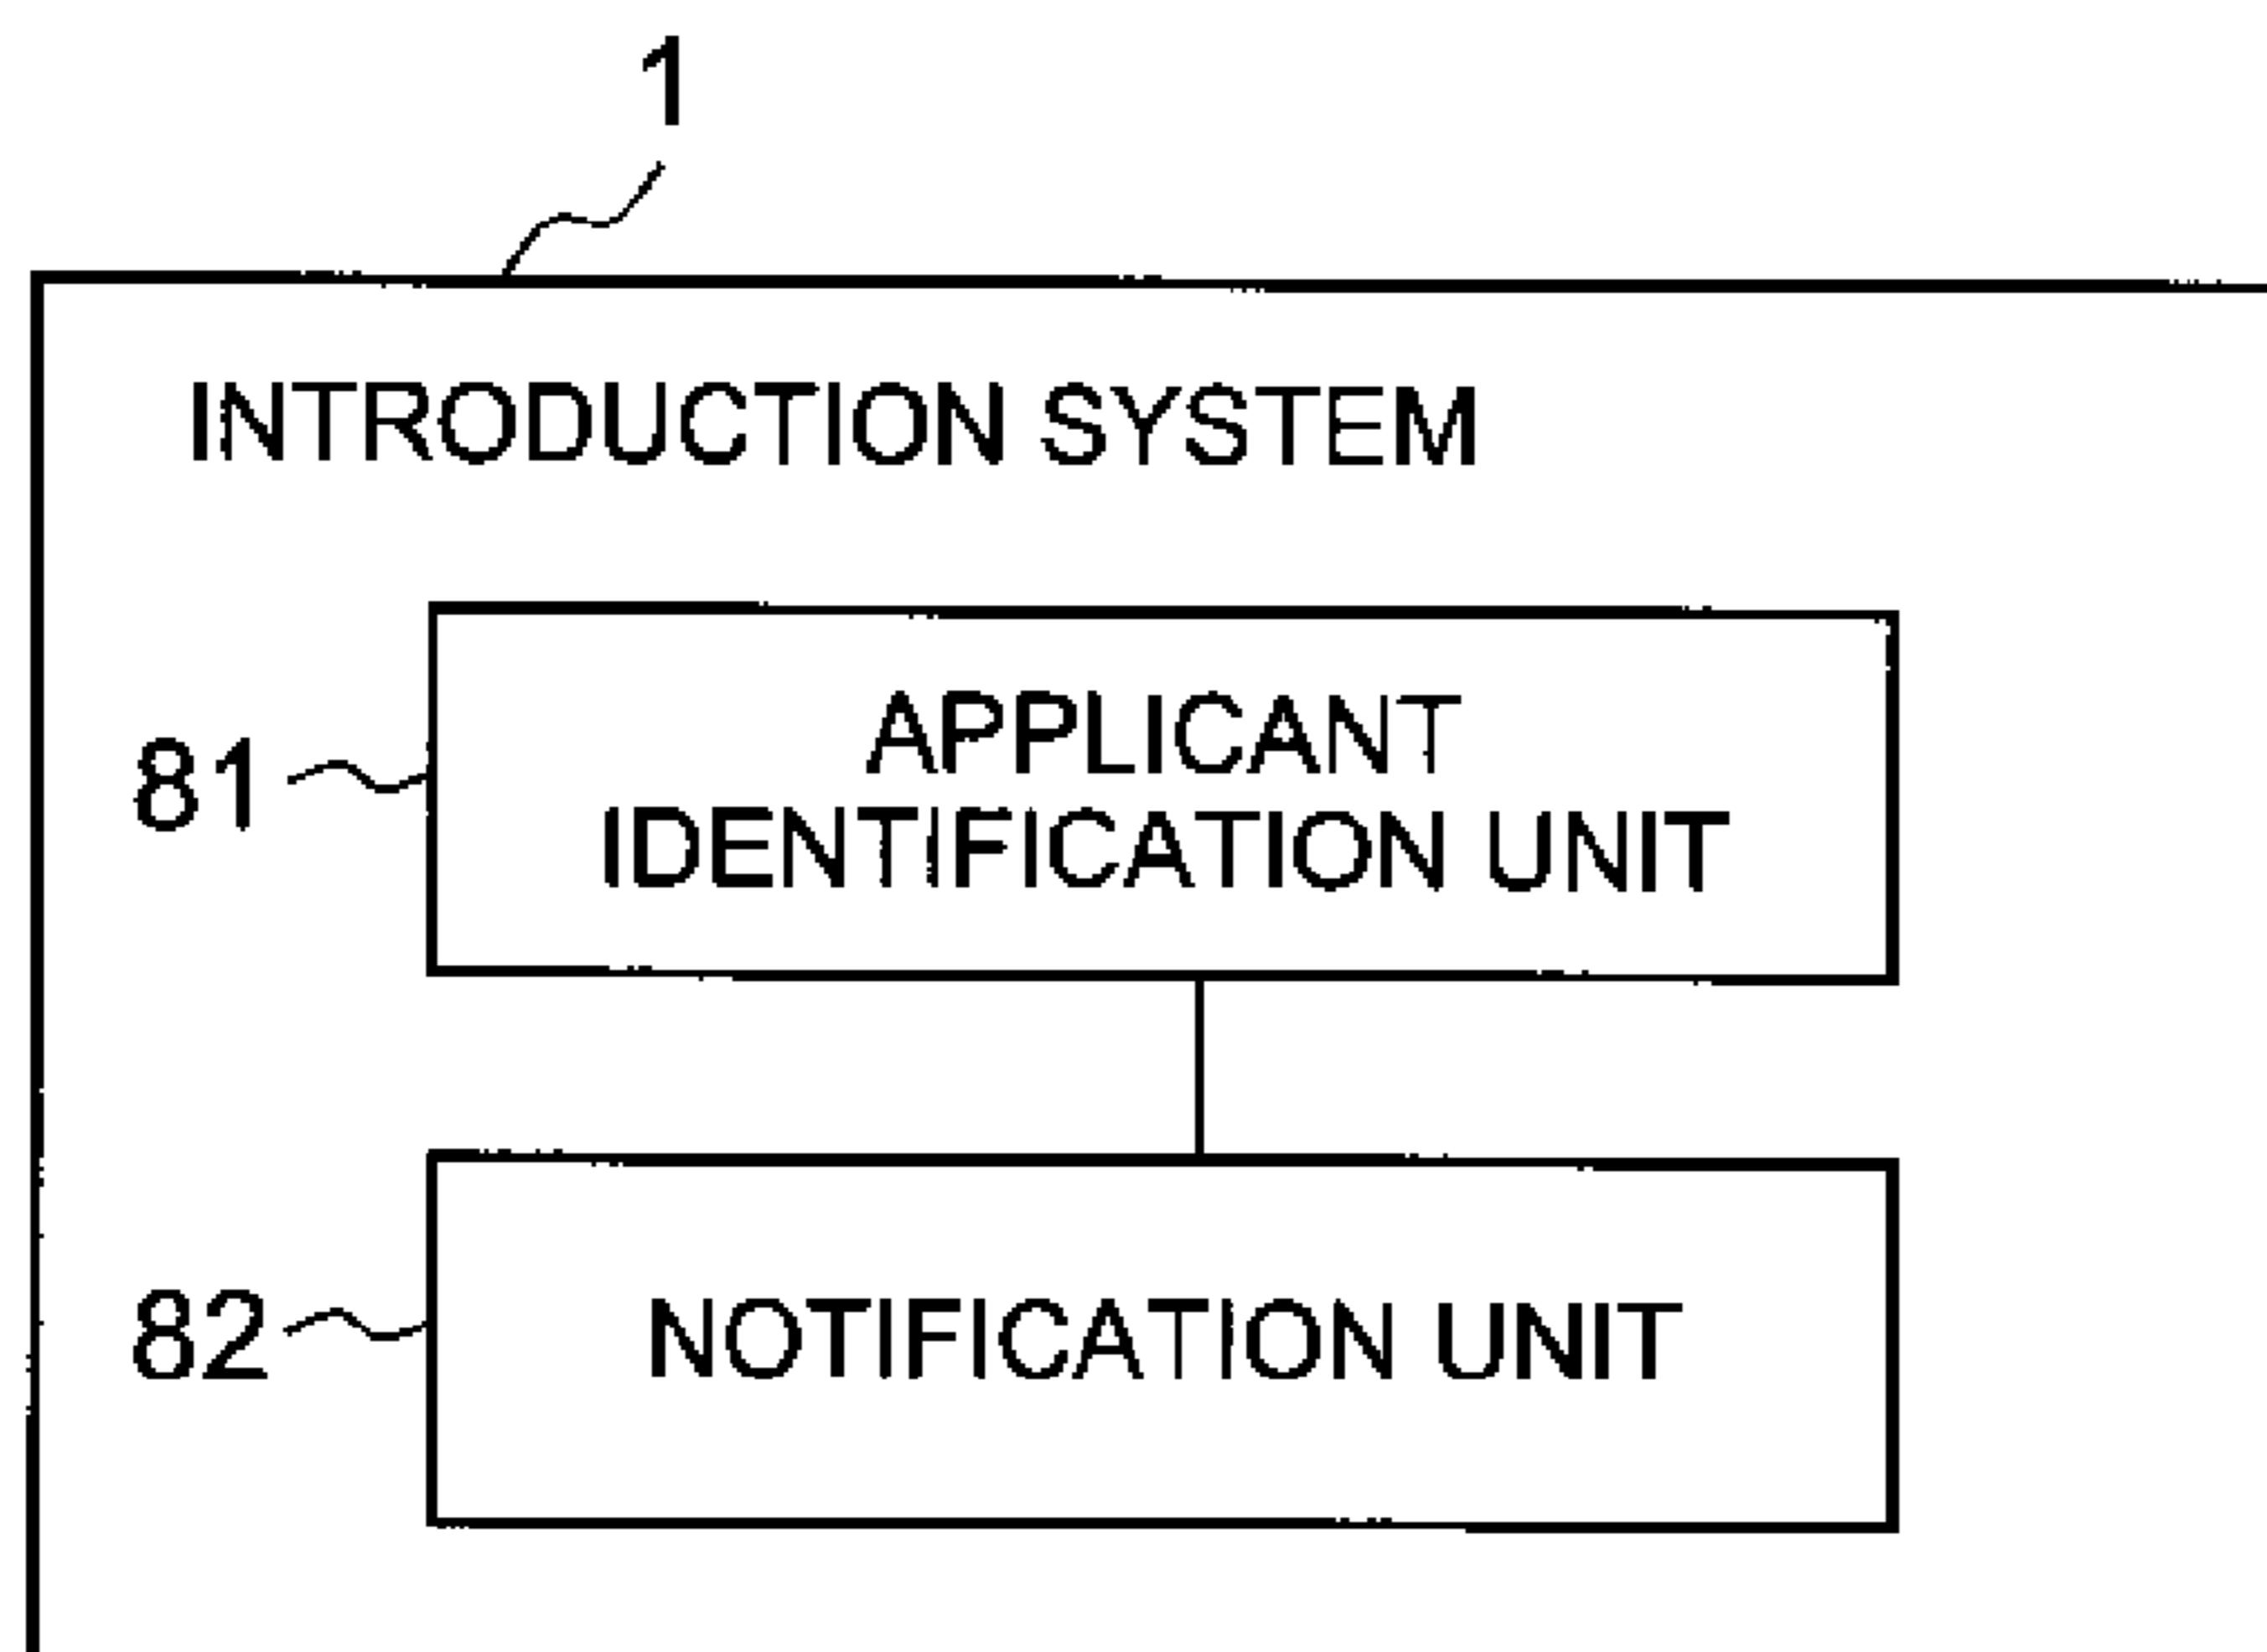 1
INTRODUCTION SYSTEM
APPLICANT
81
IDENTIFICATION UNIT
82
NOTIFICATION UNIT